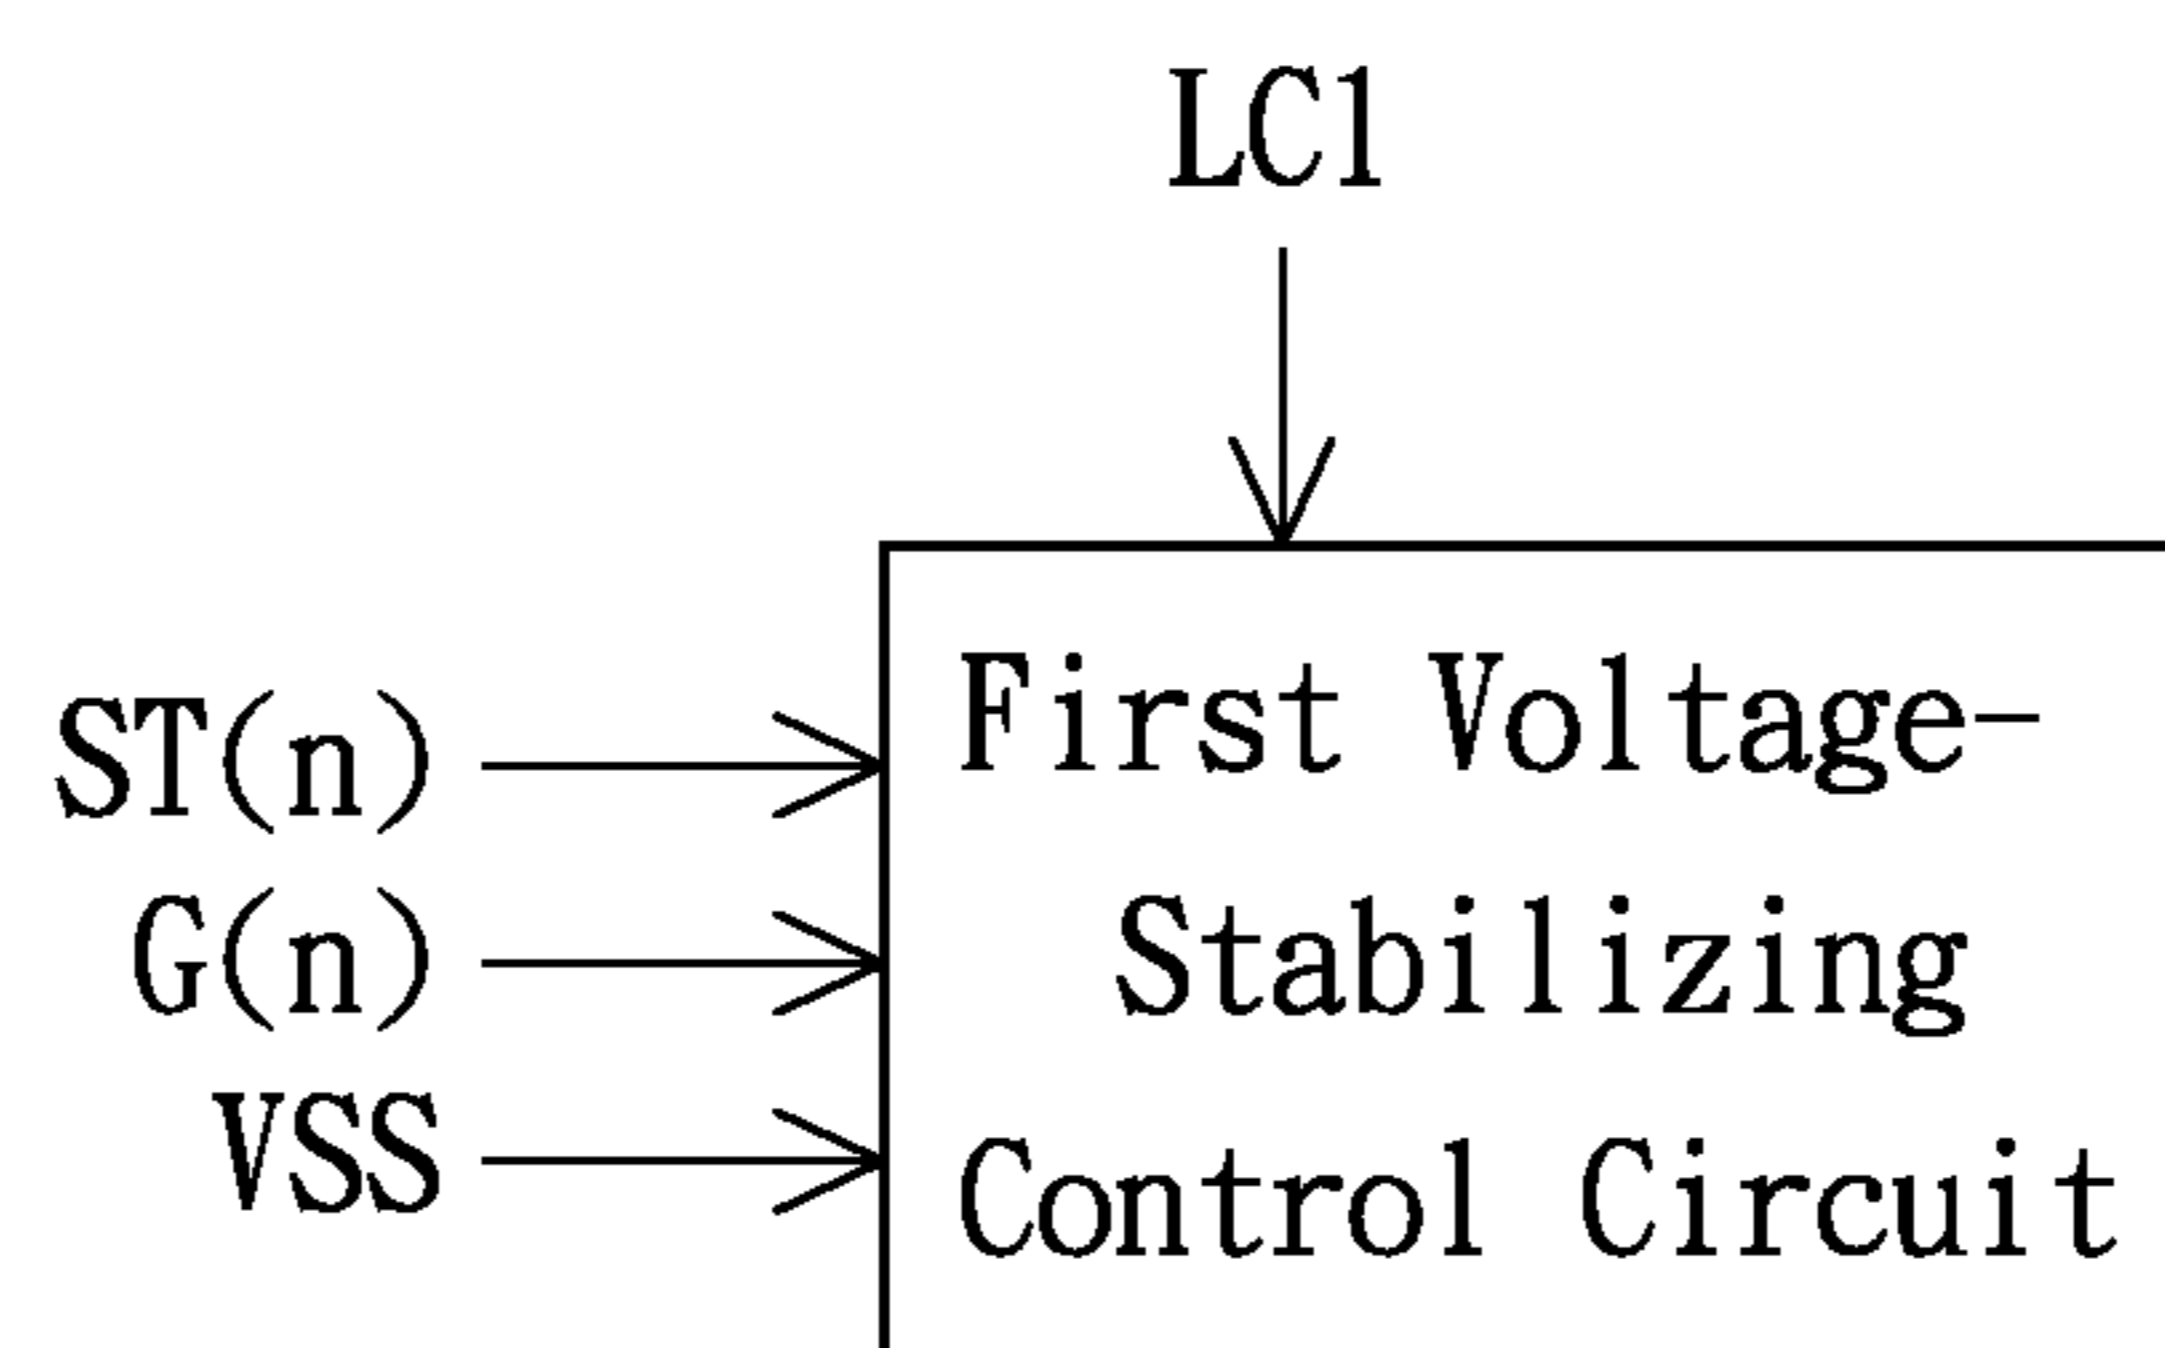 LC1
ST(n)
G(n)
VSS
First Voltage-
Stabilizing
Control Circuit